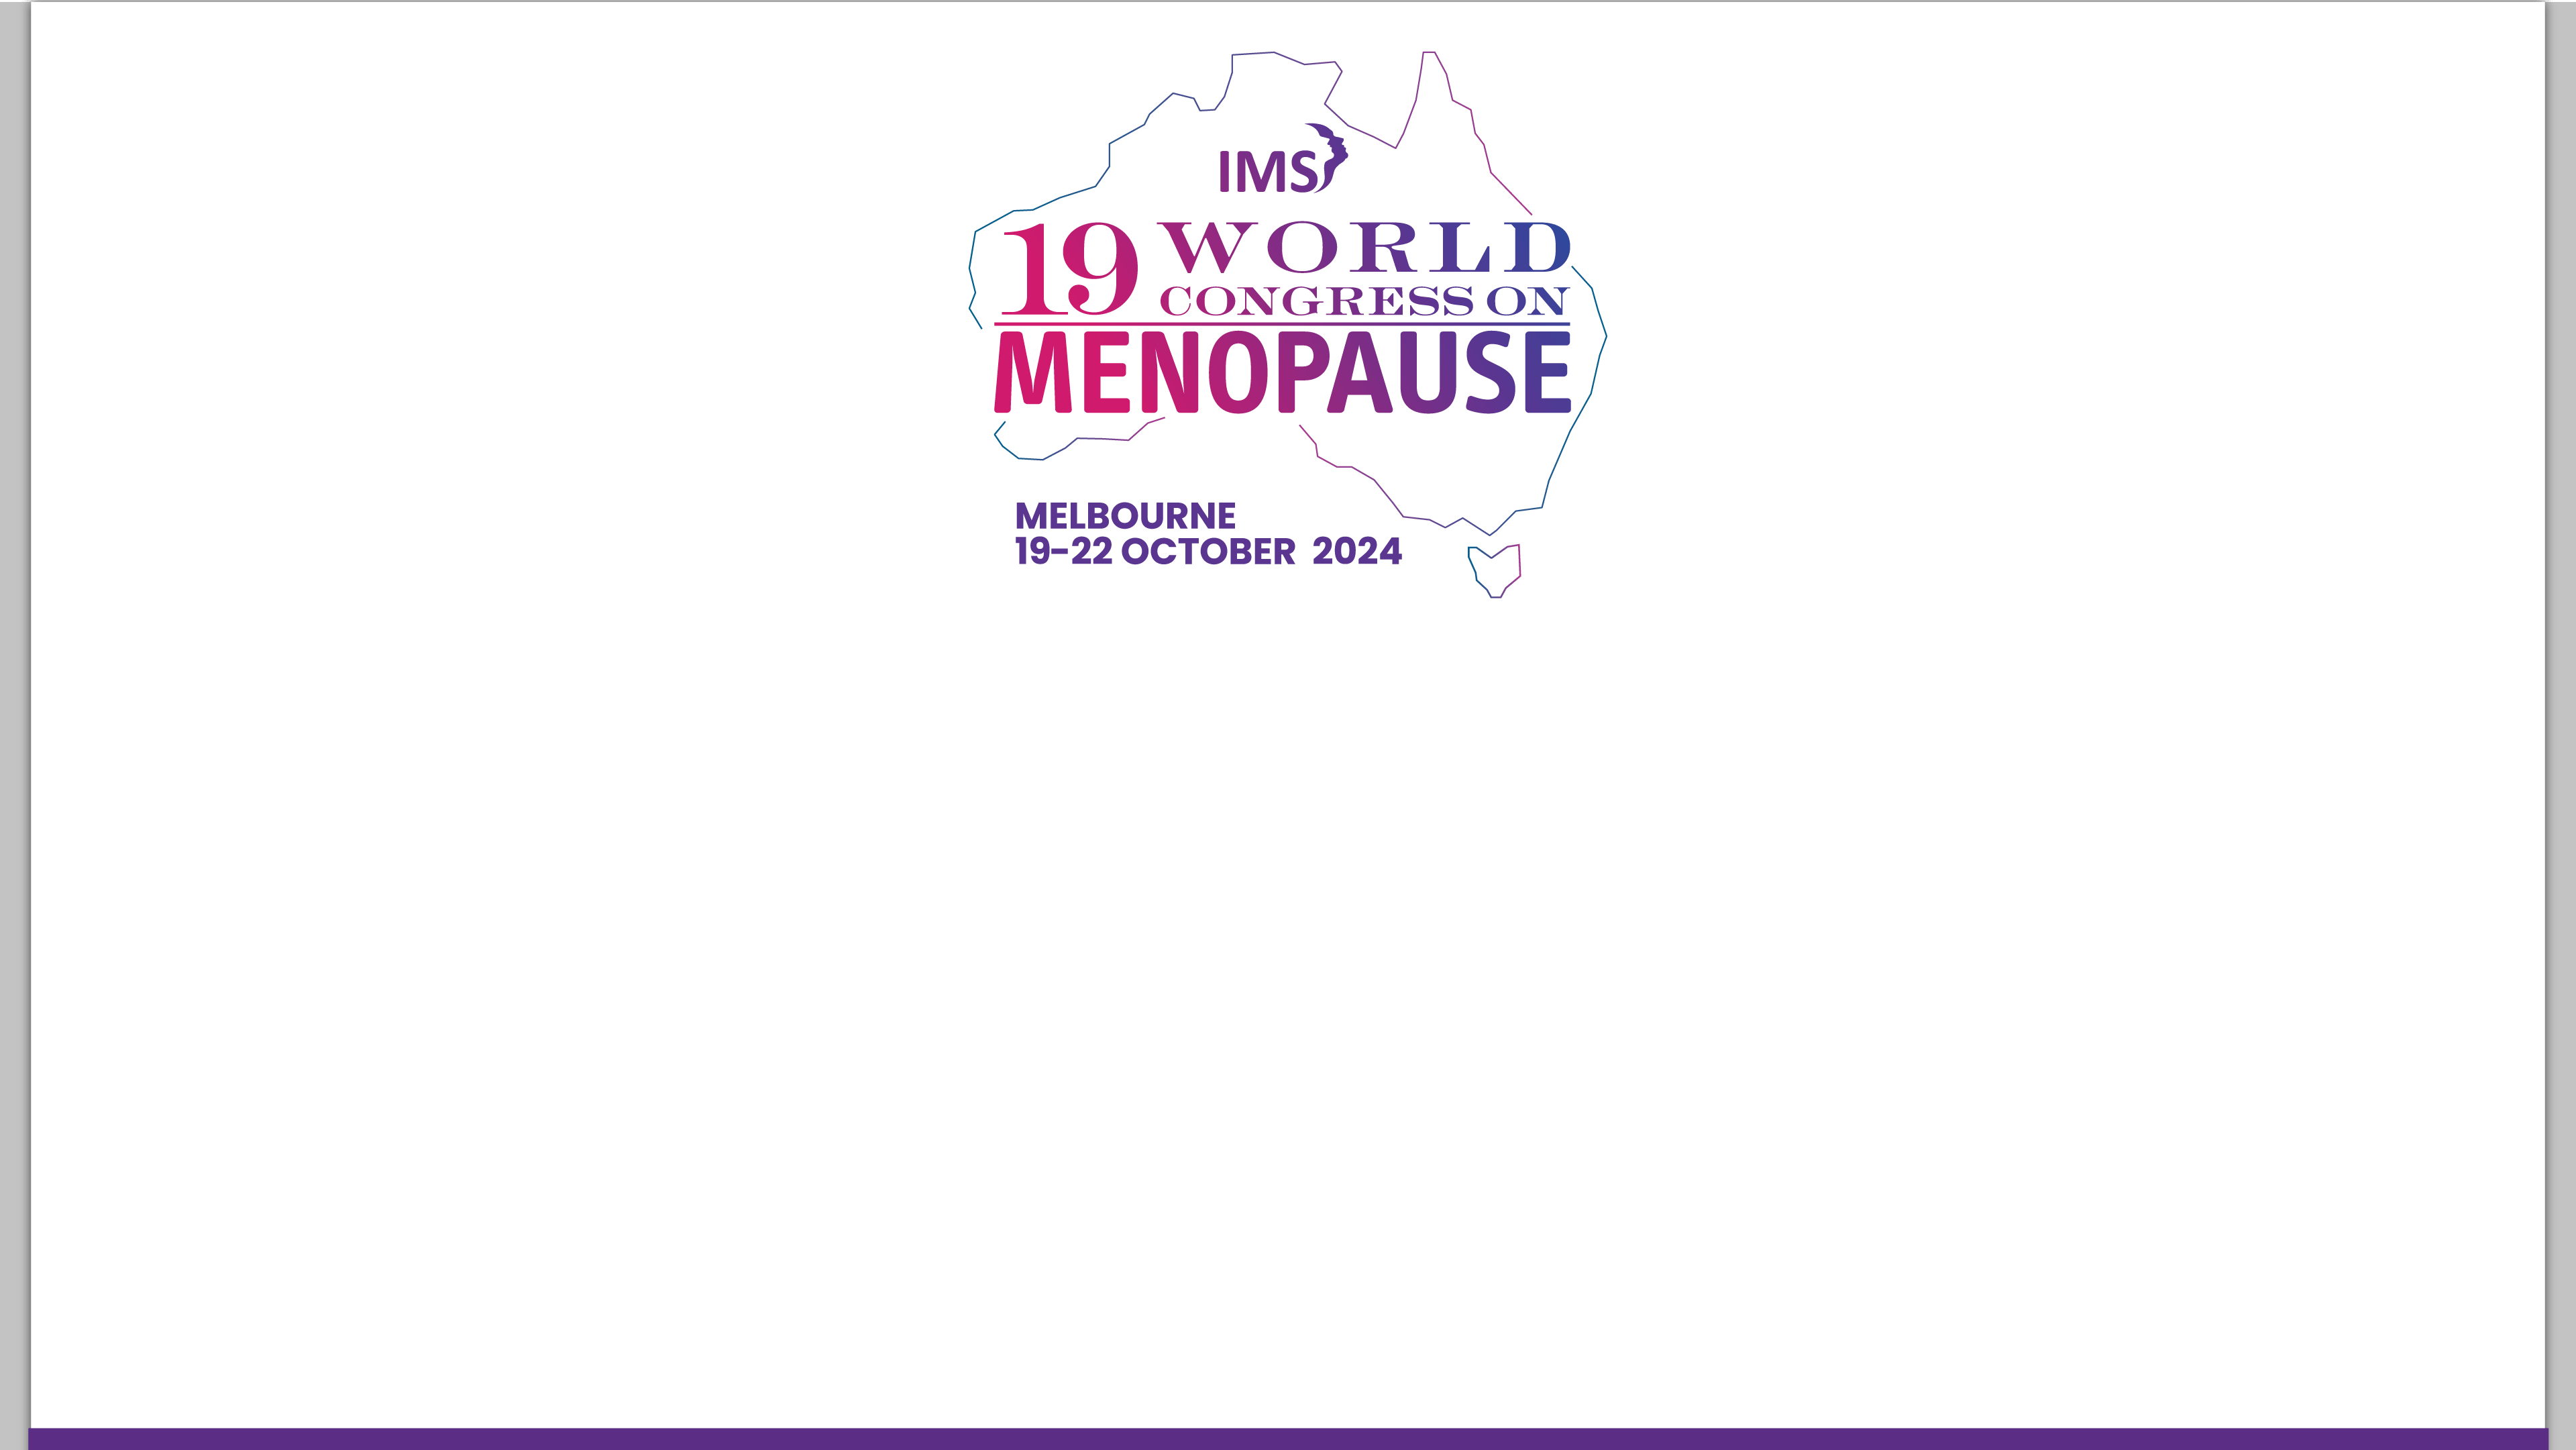 IMS
19 WORLD
CONGRESS ON
MENOPAUSE
MELBOURNE
19-22 OCTOBER 2024